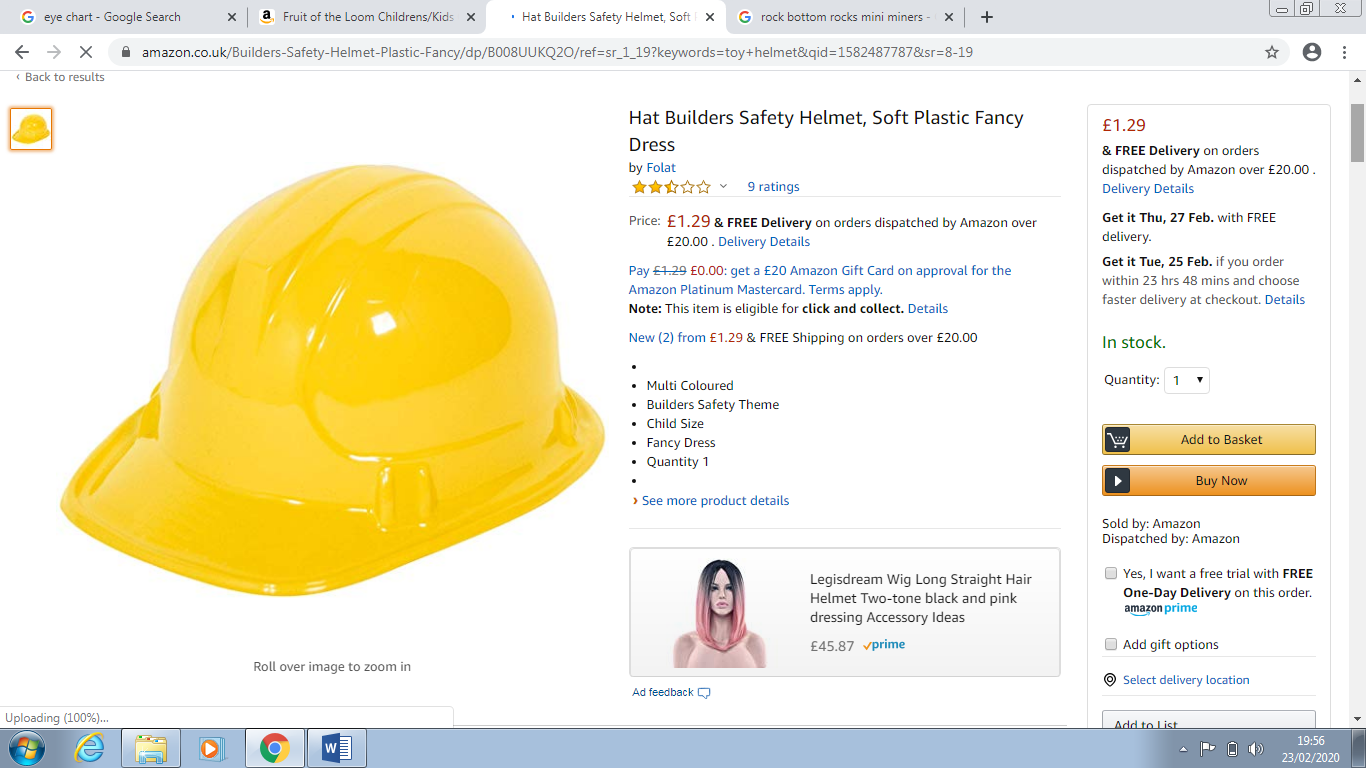 eye chart - Google Search
Fruit of the Loom Childrens/Kids
Hat Builders Safety Helmet, Soft
rock bottom rocks mini miners -
amazon.co.uk/Builders-Safety-Helmet-Plastic-Fancy/dp/B008UUKQ2O/ref=sr_1_19?keywords=toy+helmet&qid=1582487787&sr=8-19
‹ Back to results
Roll over image to zoom in
Hat Builders Safety Helmet, Soft Plastic Fancy
Dress
by Folat
9 ratings
Price: £1.29 & FREE Delivery on orders dispatched by Amazon over
£20.00 . Delivery Details
Pay £1.29 £0.00: get a £20 Amazon Gift Card on approval for the
Amazon Platinum Mastercard. Terms apply.
Note: This item is eligible for click and collect. Details
New (2) from £1.29 & FREE Shipping on orders over £20.00
• Multi Coloured
• Builders Safety Theme
• Child Size
• Fancy Dress
• Quantity 1
› See more product details
Legisdream Wig Long Straight Hair
Helmet Two-tone black and pink
dressing Accessory Ideas
£45.87 prime
Ad feedback
£1.29
& FREE Delivery on orders
dispatched by Amazon over £20.00 .
Delivery Details
Get it Thu, 27 Feb. with FREE
delivery.
Get it Tue, 25 Feb. if you order
within 23 hrs 48 mins and choose
faster delivery at checkout. Details
In stock.
Quantity: 1
Add to Basket
Buy Now
Sold by: Amazon
Dispatched by: Amazon
Yes, I want a free trial with FREE
One-Day Delivery on this order.
amazon prime
Add gift options
Select delivery location
Add to List
Uploading (100%)...
19:56
23/02/2020